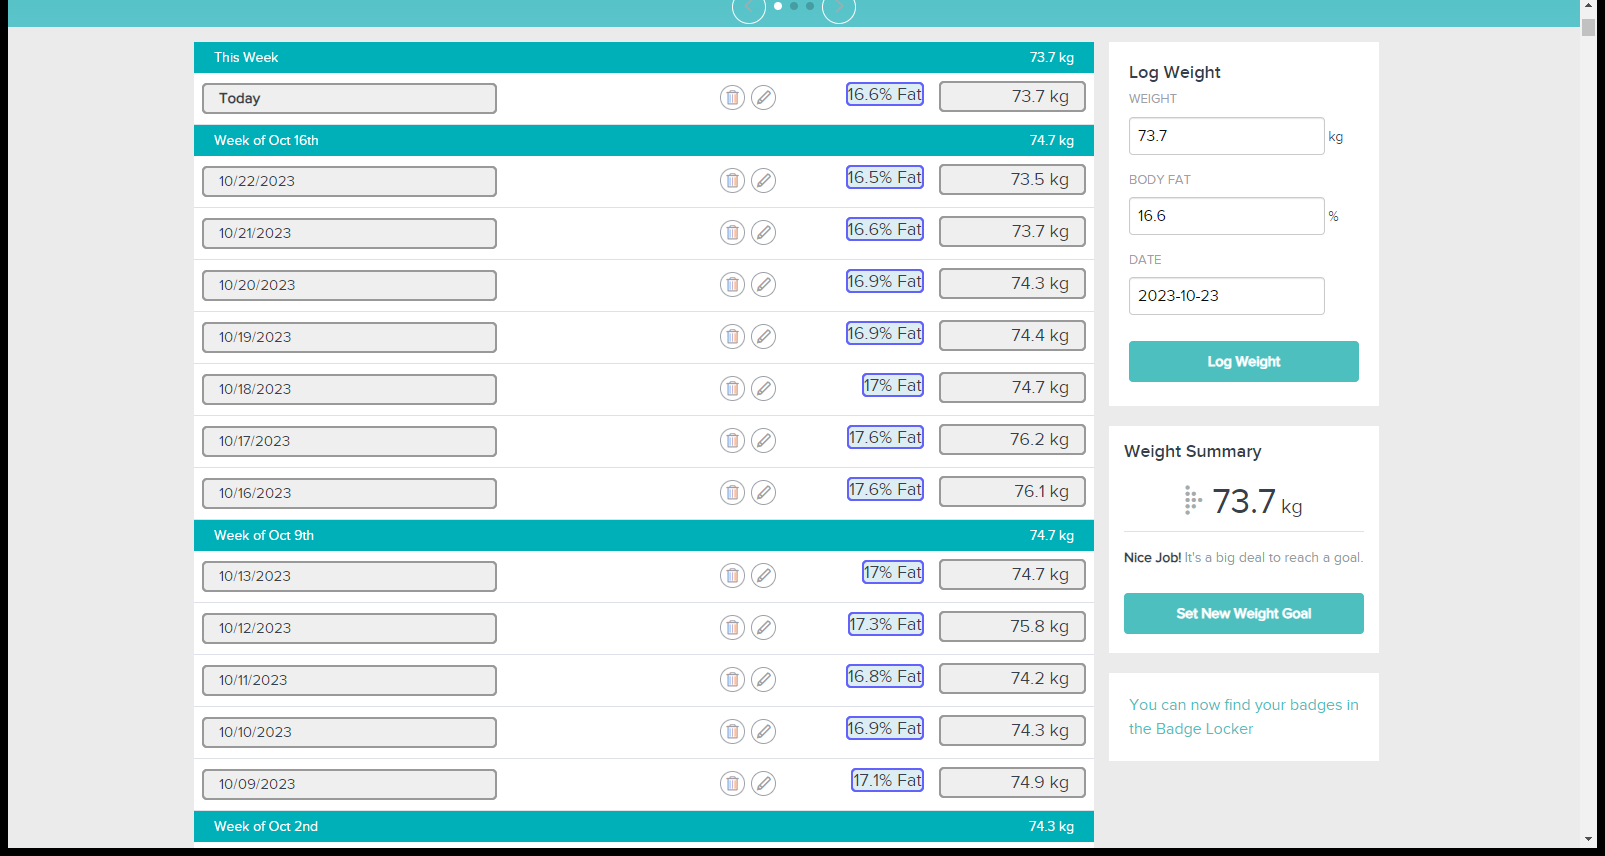 This Week 73.7 kg
Today 16.6% Fat 73.7 kg
Week of Oct 16th 74.7 kg
10/22/2023 16.5% Fat 73.5 kg
10/21/2023 16.6% Fat 73.7 kg
10/20/2023 16.9% Fat 74.3 kg
10/19/2023 16.9% Fat 74.4 kg
10/18/2023 17% Fat 74.7 kg
10/17/2023 17.6% Fat 76.2 kg
10/16/2023 17.6% Fat 76.1 kg
Week of Oct 9th 74.7 kg
10/13/2023 17% Fat 74.7 kg
10/12/2023 17.3% Fat 75.8 kg
10/11/2023 16.8% Fat 74.2 kg
10/10/2023 16.9% Fat 74.3 kg
10/09/2023 17.1% Fat 74.9 kg
Week of Oct 2nd 74.3 kg
Log Weight
WEIGHT
73.7 kg
BODY FAT
16.6 %
DATE
2023-10-23
Log Weight
Weight Summary
73.7 kg
Nice Job! It's a big deal to reach a goal.
Set New Weight Goal
You can now find your badges in
the Badge Locker